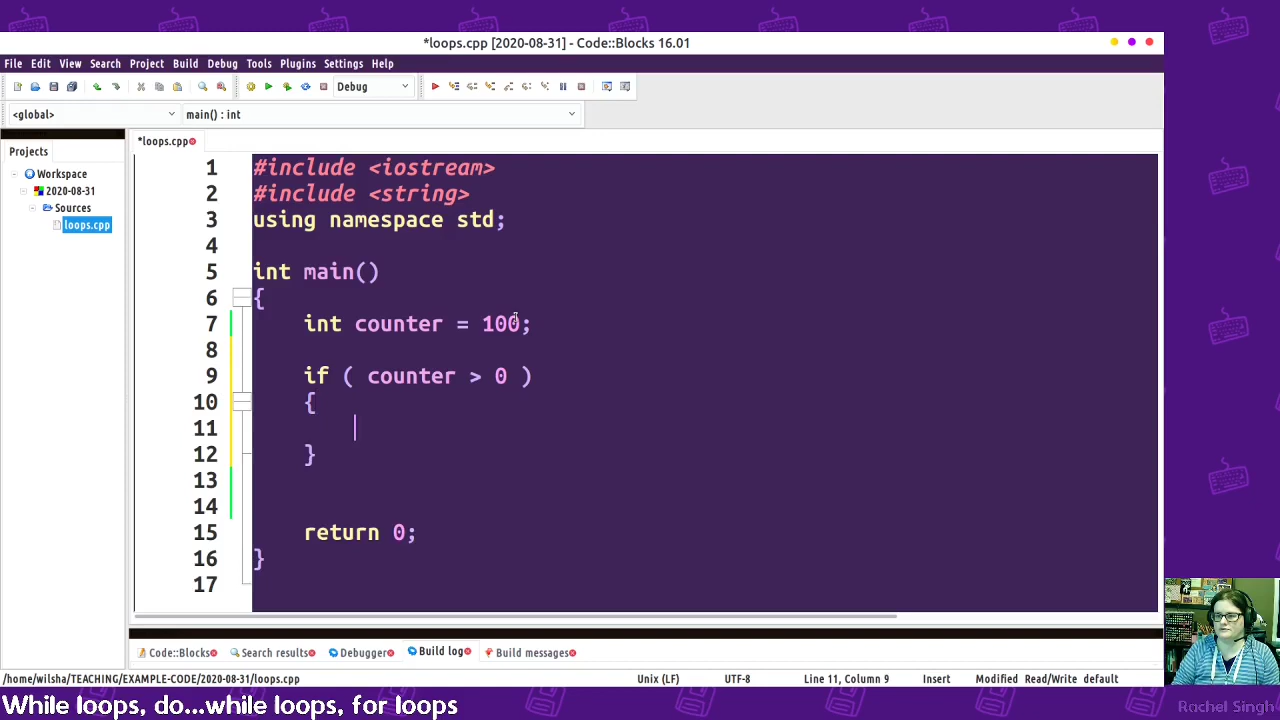 *loops.cpp [2020-08-31] - Code::Blocks 16.01
File Edit View Search Project Build Debug Tools Plugins Settings Help
Debug
<global> main() : int
*loops.cpp
Projects
Workspace
2020-08-31
Sources
loops.cpp
1 #include <iostream>
2 #include <string>
3 using namespace std;
4
5 int main()
6 {
7 int counter = 100;
8
9 if ( counter > 0 )
10 {
11
12 }
13
14
15 return 0;
16 }
17
Code::Blocks Search results Debugger Build log Build messages
/home/wilsha/TEACHING/EXAMPLE-CODE/2020-08-31/loops.cpp Unix (LF) UTF-8 Line 11, Column 9 Insert Modified Read/Write default
While loops, do...while loops, for loops
Rachel Singh